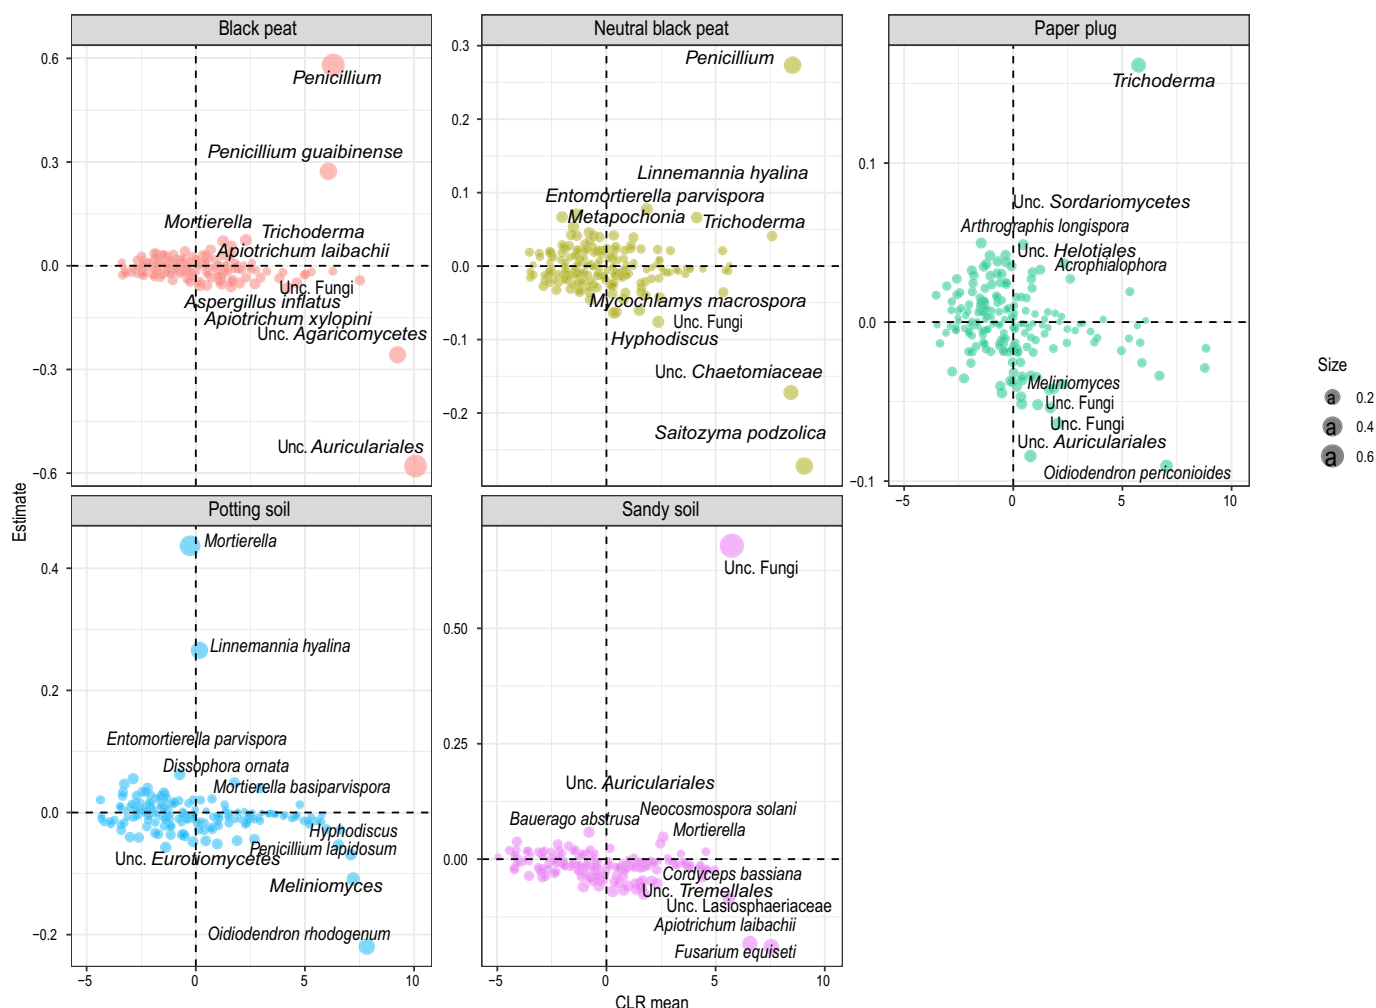 Black peat
Neutral black peat
Paper plug
0.6
0.3
0.0
−0.3
−0.6
Penicillium
Penicillium guaibinense
Mortierella
Trichoderma
Apiotrichum laibachii
Unc. Fungi
Aspergillus inflatus
Apiotrichum xylopini
Unc. Agaricomycetes
Unc. Auriculariales
0.3
0.2
0.1
0.0
−0.1
−0.2
Penicillium
Linnemannia hyalina
Entomortierella parvispora
Metapochonia
Trichoderma
Mycochlamys macrospora
Unc. Fungi
Hyphodiscus
Unc. Chaetomiaceae
Saitozyma podzolica
0.1
0.0
−0.1
Trichoderma
Unc. Sordariomycetes
Arthrographis longispora
Unc. Helotiales
Acrophialophora
Meliniomyces
Unc. Fungi
Unc. Fungi
Unc. Auriculariales
Oidiodendron periconioides
−5
0
5
10
Size
a 0.2
a 0.4
a 0.6
Estimate
Potting soil
Sandy soil
0.4
0.2
0.0
−0.2
Mortierella
Linnemannia hyalina
Entomortierella parvispora
Dissophora ornata
Mortierella basiparvispora
Hyphodiscus
Penicillium lapidosum
Unc. Eurotiomycetes
Meliniomyces
Oidiodendron rhodogenum
−5
0
5
10
0.50
0.25
0.00
Unc. Fungi
Unc. Auriculariales
Neocosmospora solani
Bauerago abstrusa
Mortierella
Cordyceps bassiana
Unc. Tremellales
Unc. Lasiosphaeriaceae
Apiotrichum laibachii
Fusarium equiseti
−5
0
5
10
CLR mean